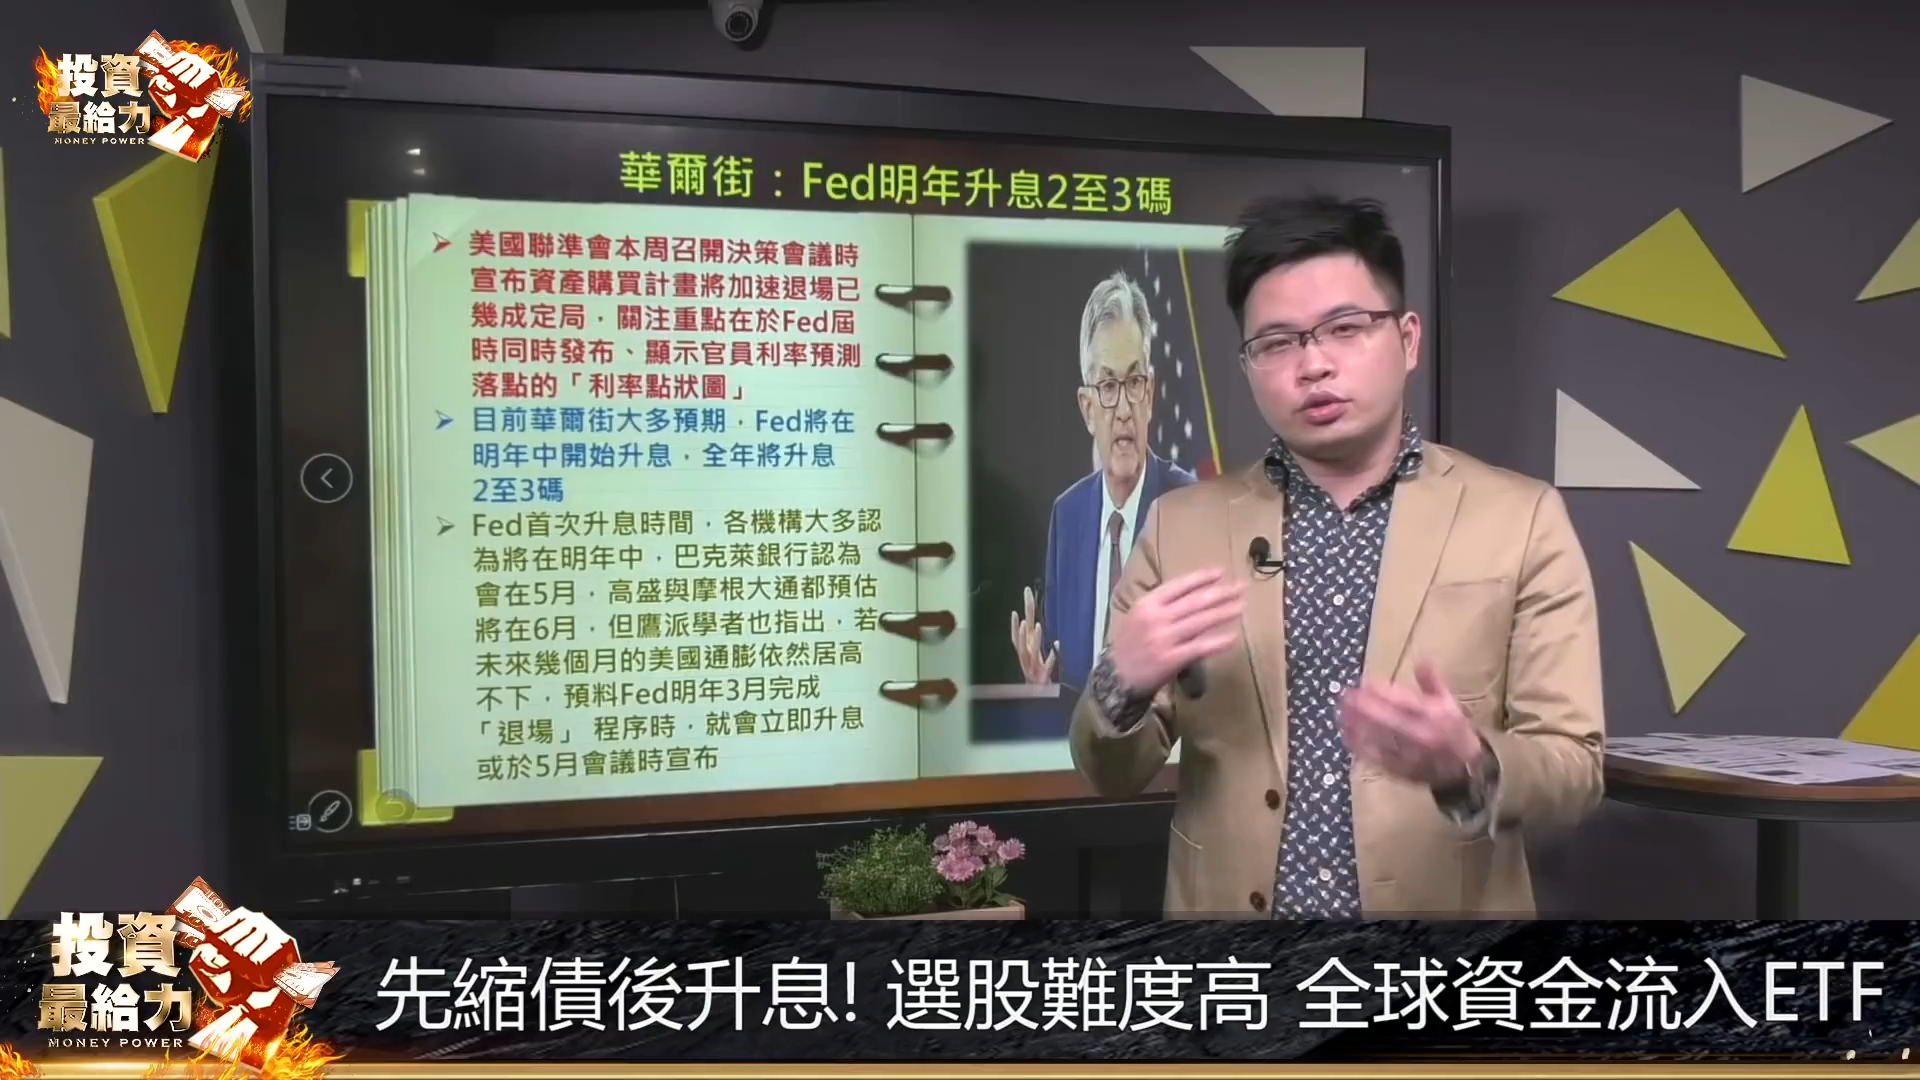 投資
最給力
MONEY POWER
華爾街：Fed明年升息2至3碼
➢ 美國聯準會本周召開決策會議時
宣布資產購買計畫將加速退場已
幾成定局，關注重點在於Fed屆
時同時發布、顯示官員利率預測
落點的「利率點狀圖」
➢ 目前華爾街大多預期，Fed將在
明年中開始升息，全年將升息
2至3碼
➢ Fed首次升息時間，各機構大多認
為將在明年中，巴克萊銀行認為
會在5月，高盛與摩根大通都預估
將在6月，但鷹派學者也指出，若
未來幾個月的美國通膨依然居高
不下，預料Fed明年3月完成
「退場」程序時，就會立即升息
或於5月會議時宣布
投資
最給力
MONEY POWER
先縮債後升息! 選股難度高 全球資金流入ETF